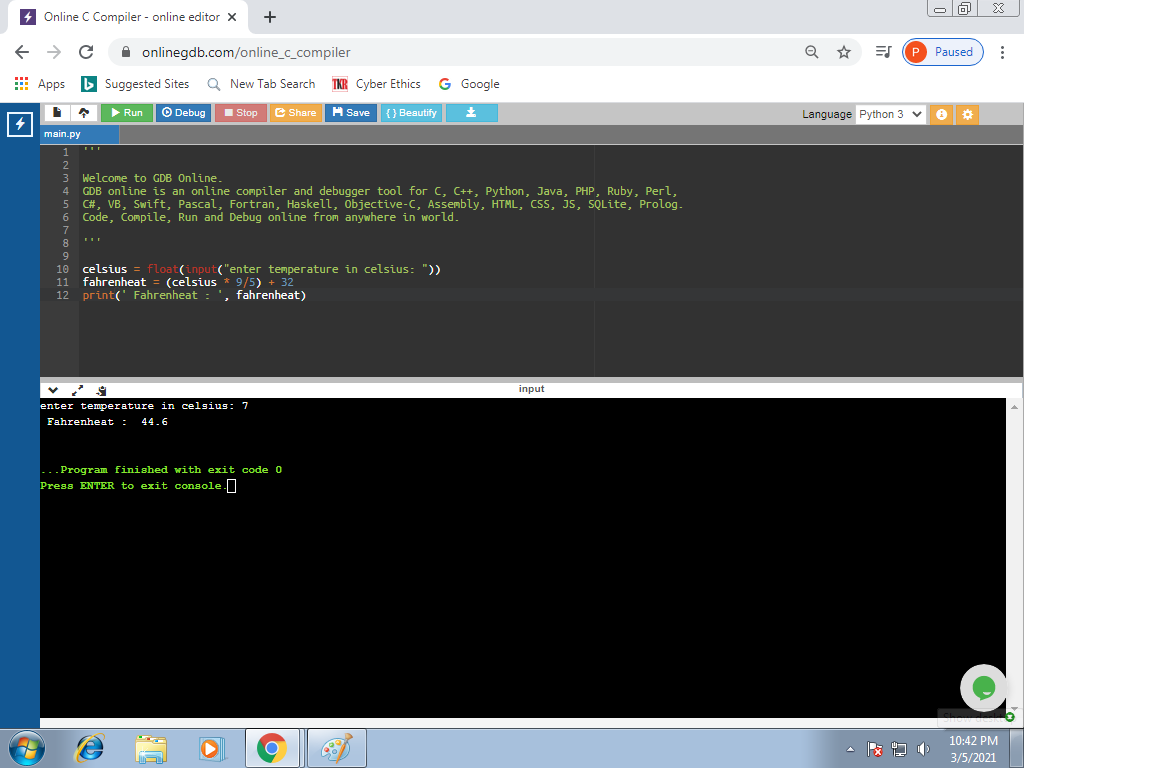 Online C Compiler - online editor
onlinegdb.com/online_c_compiler
P Paused
Apps Suggested Sites New Tab Search TKR Cyber Ethics Google
Run Debug Stop Share Save { } Beautify
Language Python 3
main.py
1 '''
2
3 Welcome to GDB Online.
4 GDB online is an online compiler and debugger tool for C, C++, Python, Java, PHP, Ruby, Perl,
5 C#, VB, Swift, Pascal, Fortran, Haskell, Objective-C, Assembly, HTML, CSS, JS, SQLite, Prolog.
6 Code, Compile, Run and Debug online from anywhere in world.
7
8 '''
9
10 celsius = float(input("enter temperature in celsius: "))
11 fahrenheit = (celsius * 9/5) + 32
12 print(' Fahrenheat : ', fahrenheat)
input
enter temperature in celsius: 7
Fahrenheat : 44.6
...Program finished with exit code 0
Press ENTER to exit console.
Show desk
10:42 PM
3/5/2021